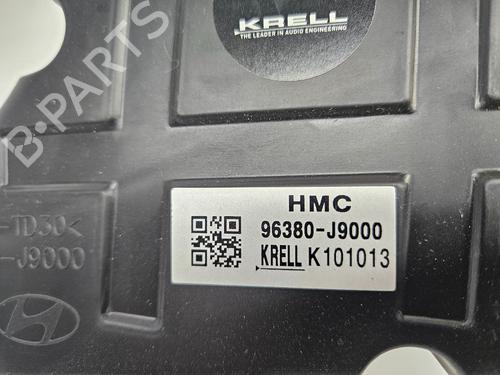 KRELL
THE LEADER IN AUDIO ENGINEERING
B-PARTS
HMC
96380-J9000
KRELL K101013
-TD30<
-J9000